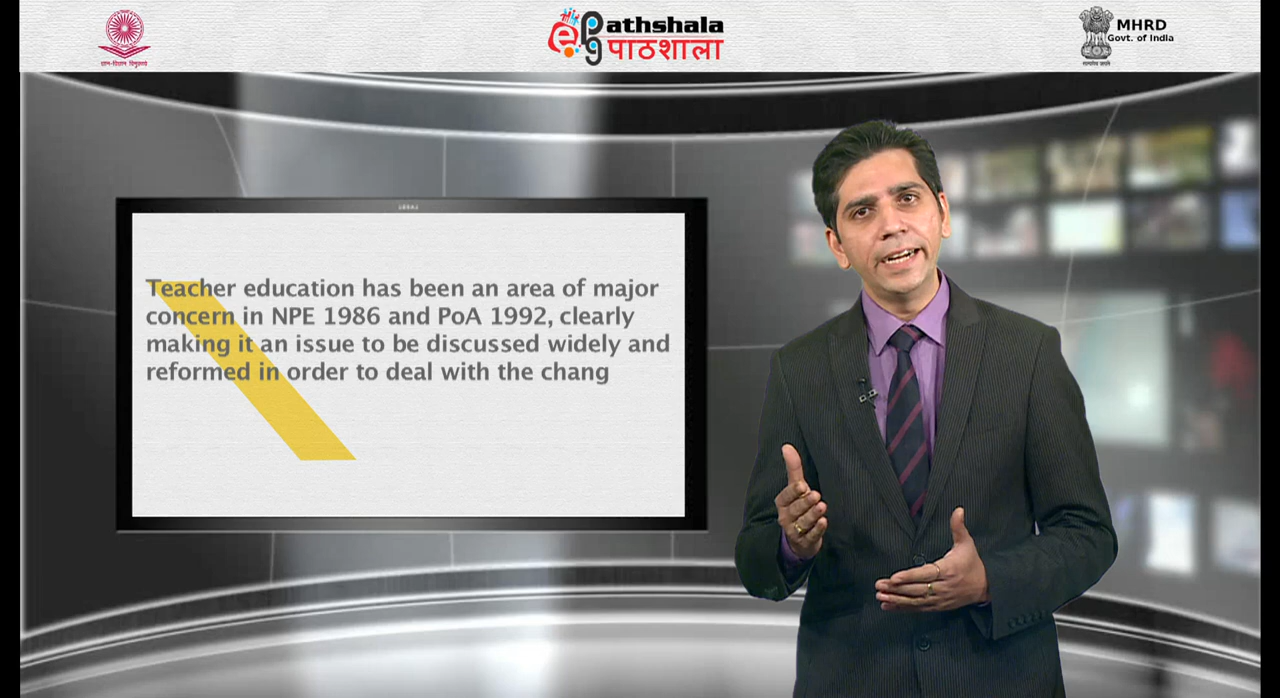 ePathshala
पाठशाला
MHRD
Govt. of India
Teacher education has been an area of major
concern in NPE 1986 and PoA 1992, clearly
making it an issue to be discussed widely and
reformed in order to deal with the chang